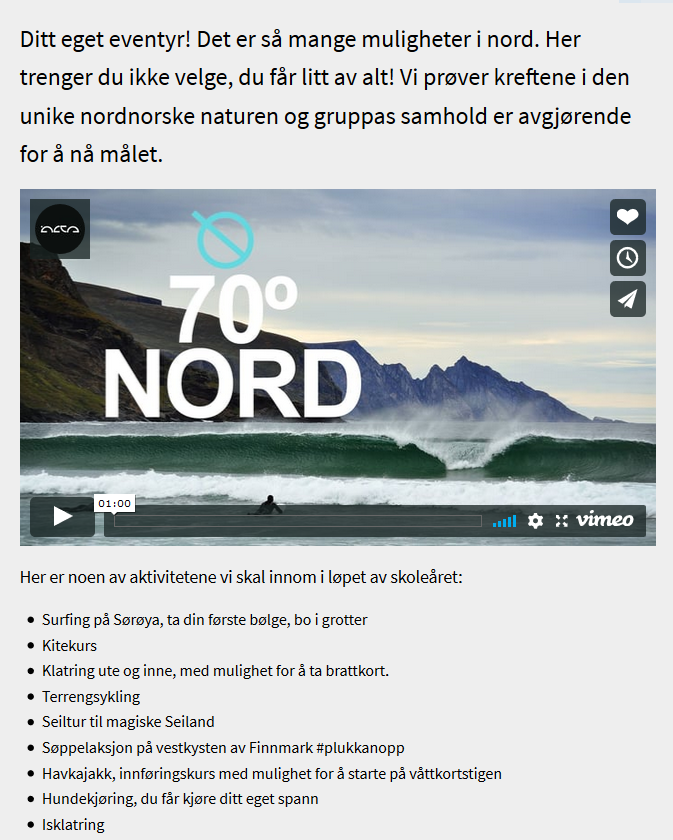 Ditt eget eventyr! Det er så mange muligheter i nord. Her
trenger du ikke velge, du får litt av alt! Vi prøver kreftene i den
unike nordnorske naturen og gruppas samhold er avgjørende
for å nå målet.
70º
NORD
01:00
vimeo
Her er noen av aktivitetene vi skal innom i løpet av skoleåret:
• Surfing på Sørøya, ta din første bølge, bo i grotter
• Kitekurs
• Klatring ute og inne, med mulighet for å ta brattkort.
• Terrengsykling
• Seiltur til magiske Seiland
• Søppelaksjon på vestkysten av Finnmark #plukkanopp
• Havkajakk, innføringskurs med mulighet for å starte på våttkortstigen
• Hundekjøring, du får kjøre ditt eget spann
• Isklatring